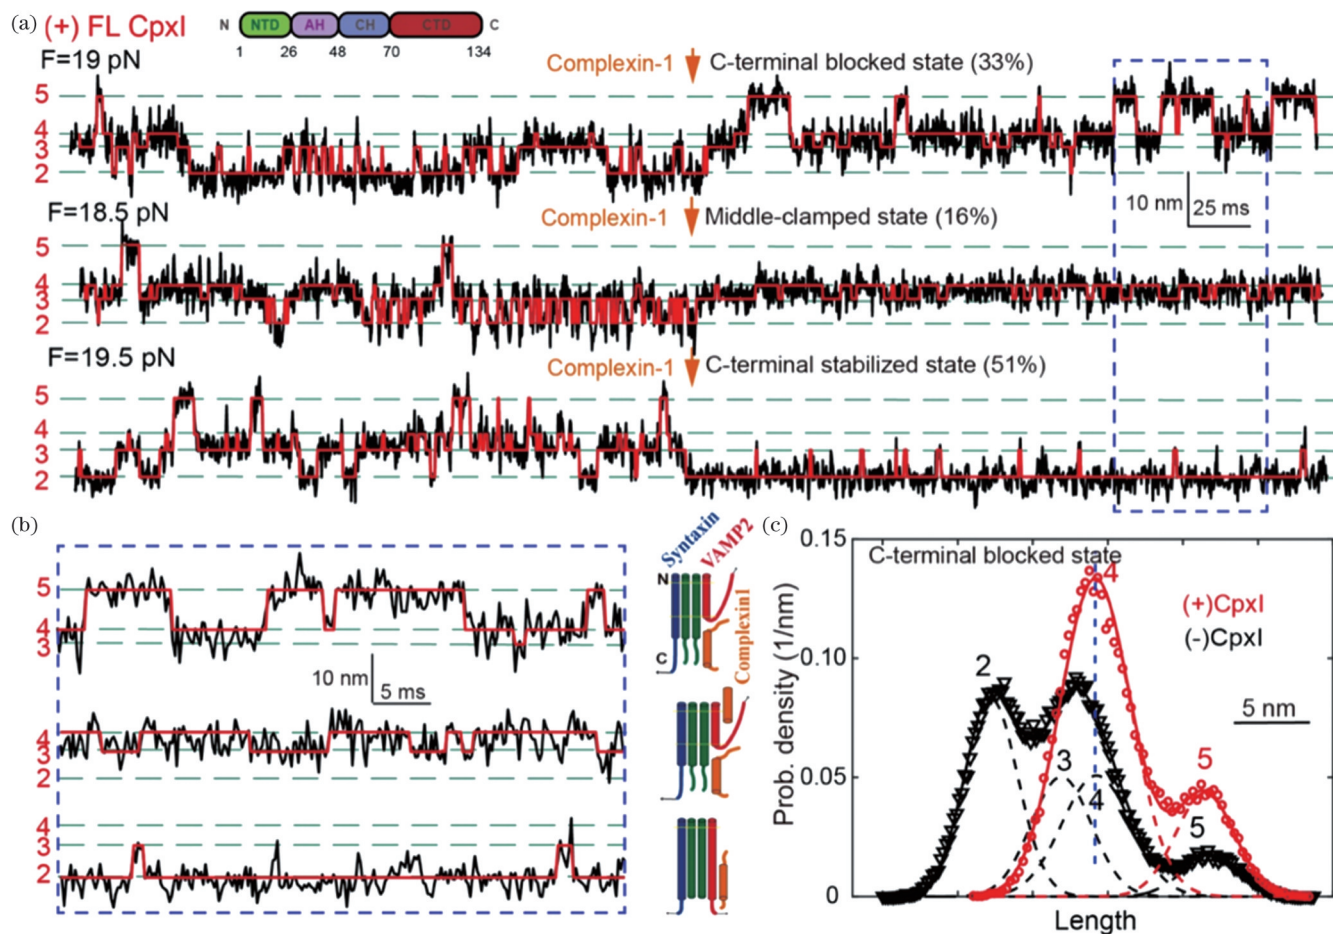 (a) (+) FL CpxI
N NTD AH CH CTD C
1 26 48 70 134
F=19 pN
Complexin-1 C-terminal blocked state (33%)
5
4
3
2
10 nm 25 ms
F=18.5 pN
Complexin-1 Middle-clamped state (16%)
5
4
3
2
F=19.5 pN
Complexin-1 C-terminal stabilized state (51%)
5
4
3
2
(b)
5
4
3
10 nm 5 ms
4
3
2
4
3
2
Syntaxin
VAMP2
N
C
Complexin1
(c)
0.15
0.10
0.05
0
Prob. density (1/nm)
C-terminal blocked state
4
(+)CpxI
(-)CpxI
2
5 nm
3
4
5
5
Length